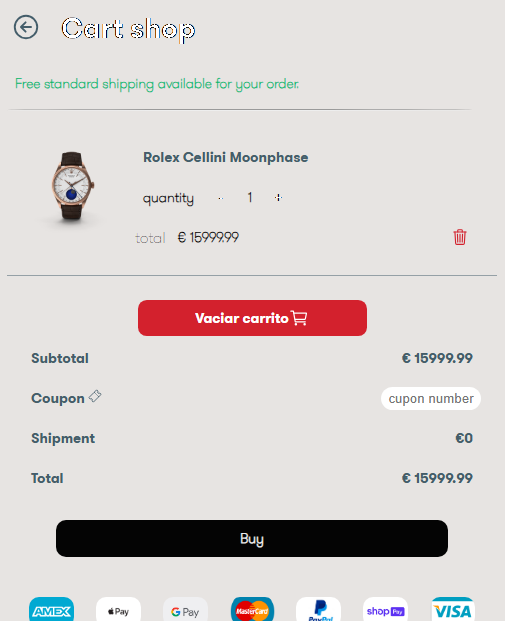 Cart shop
Free standard shipping available for your order.
Rolex Cellini Moonphase
quantity - 1 +
total € 15999.99
Vaciar carrito
Subtotal € 15999.99
Coupon cupon number
Shipment €0
Total € 15999.99
Buy
AMEX Pay G Pay MasterCard PayPal shop Pay VISA